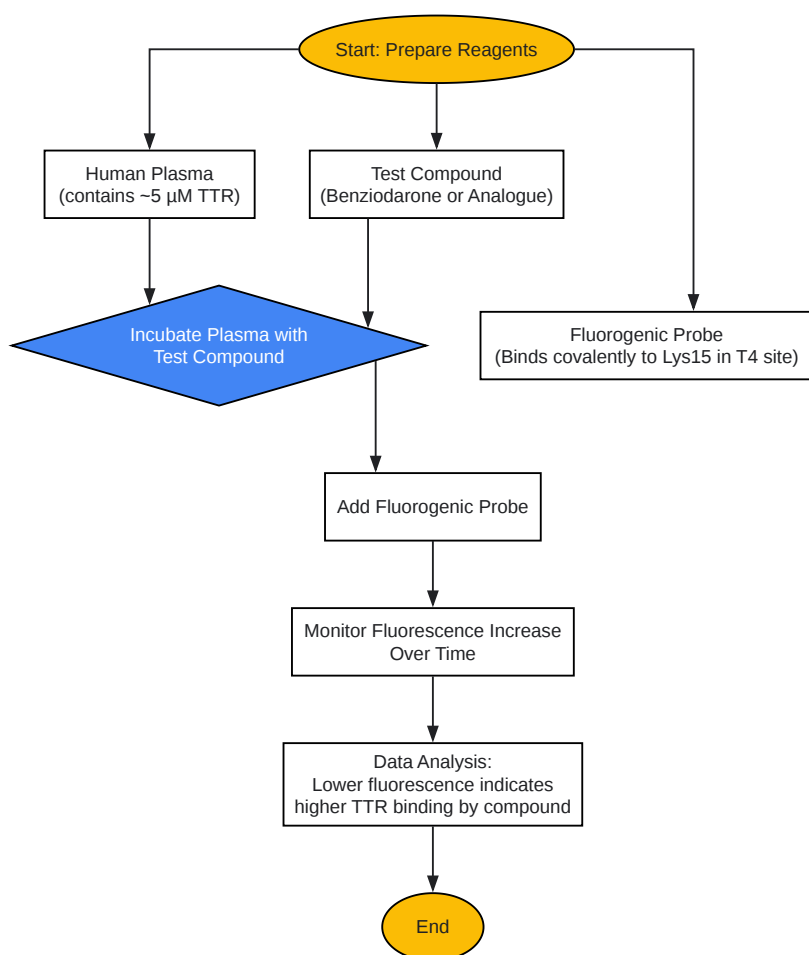 Start: Prepare Reagents
Human Plasma
(contains ~5 µM TTR)
Test Compound
(Benziodarone or Analogue)
Incubate Plasma with
Test Compound
Fluorogenic Probe
(Binds covalently to Lys15 in T4 site)
Add Fluorogenic Probe
Monitor Fluorescence Increase
Over Time
Data Analysis:
Lower fluorescence indicates
higher TTR binding by compound
End